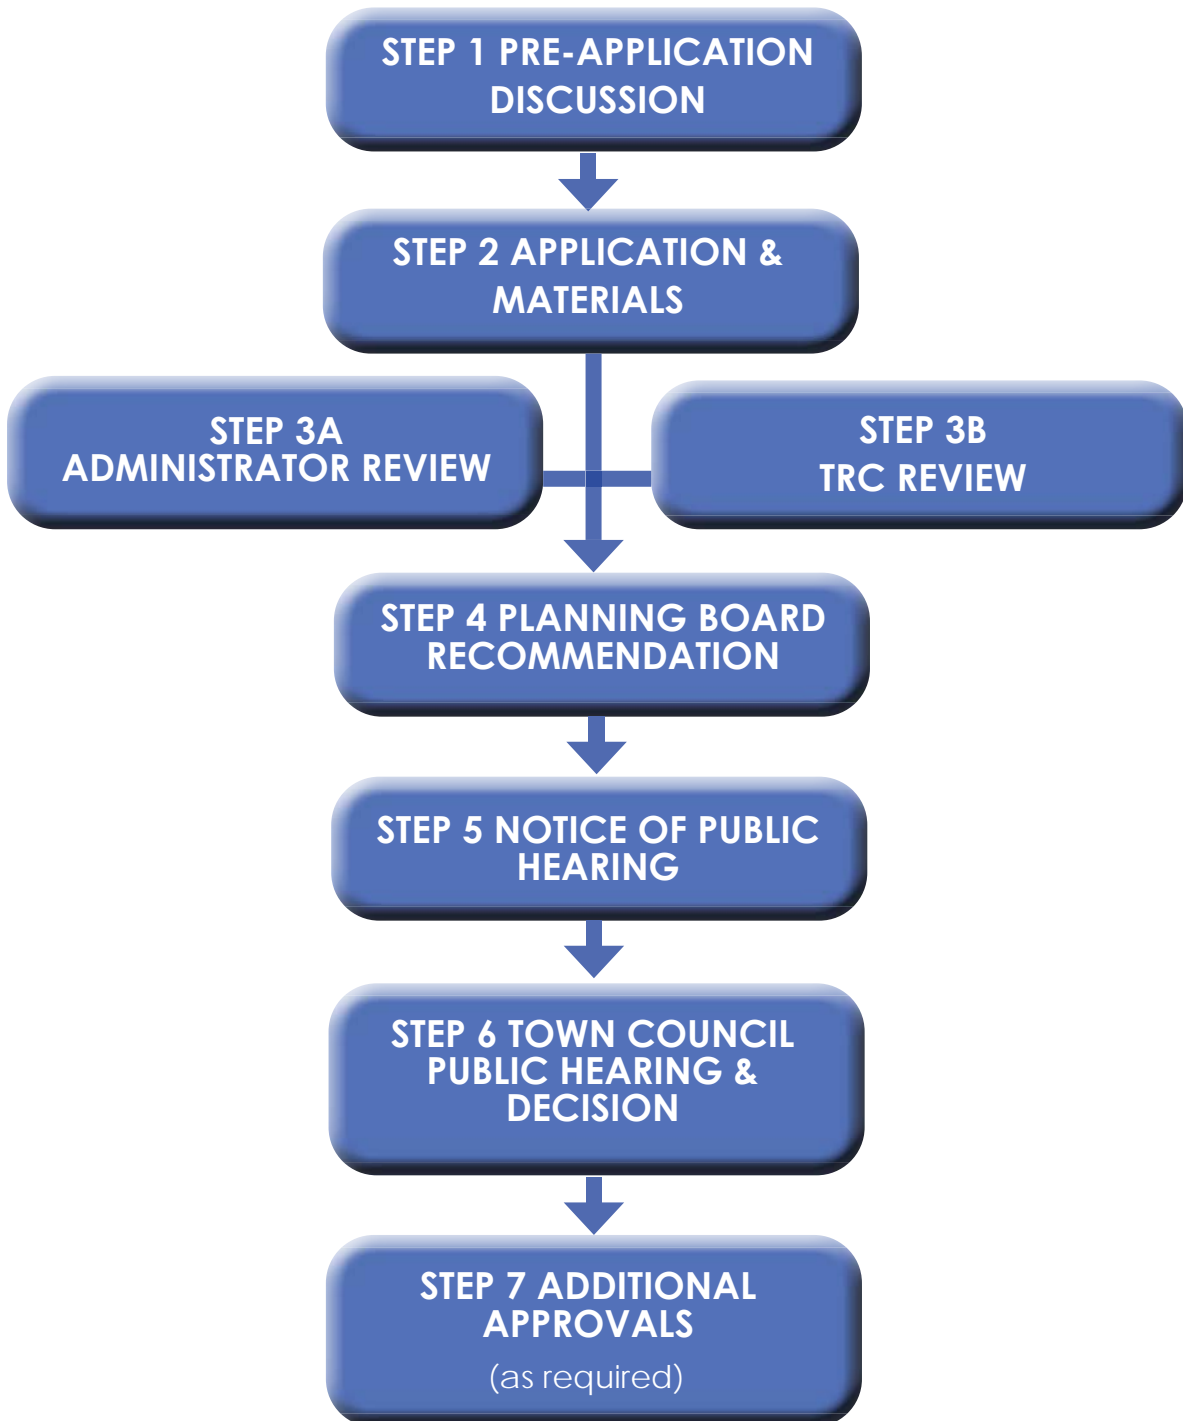 STEP 1 PRE-APPLICATION
DISCUSSION
STEP 2 APPLICATION &
MATERIALS
STEP 3A
ADMINISTRATOR REVIEW
STEP 3B
TRC REVIEW
STEP 4 PLANNING BOARD
RECOMMENDATION
STEP 5 NOTICE OF PUBLIC
HEARING
STEP 6 TOWN COUNCIL
PUBLIC HEARING &
DECISION
STEP 7 ADDITIONAL
APPROVALS
(as required)